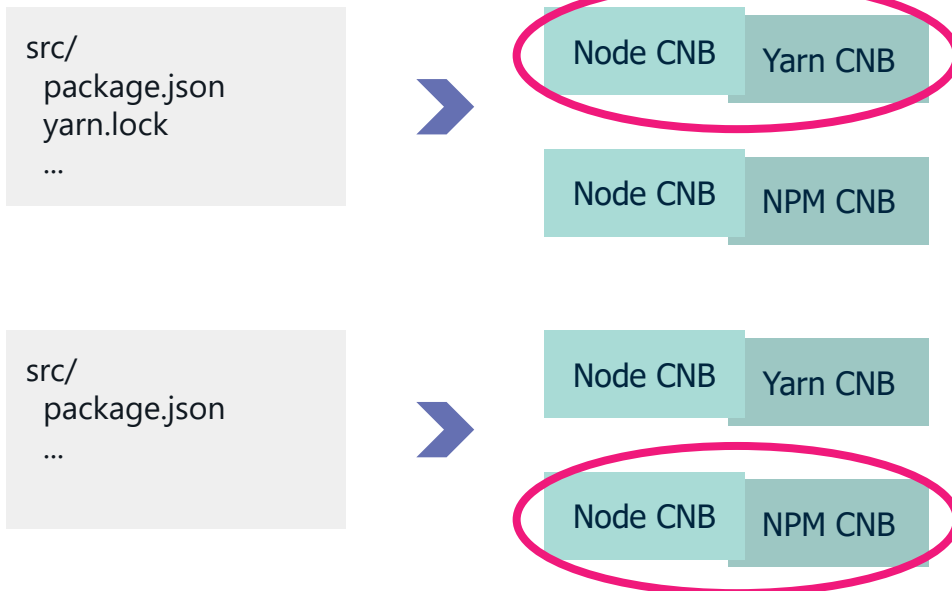 src/
package.json
yarn.lock
...
Node CNB
Yarn CNB
Node CNB
NPM CNB
src/
package.json
...
Node CNB
Yarn CNB
Node CNB
NPM CNB